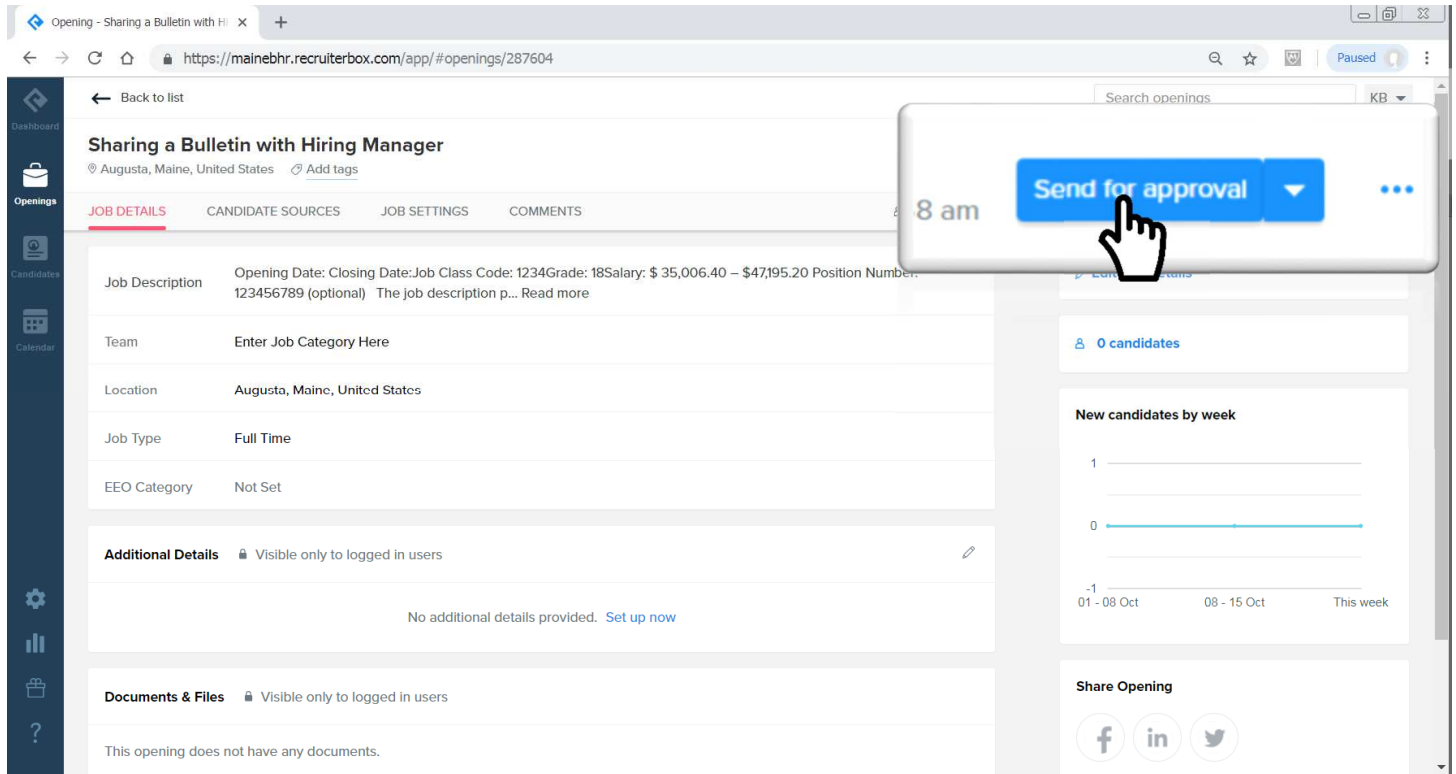 Opening - Sharing a Bulletin with Hi
https://mainebhr.recruiterbox.com/app/#openings/287604
Paused
Dashboard
Openings
Candidates
Calendar
Back to list
Search openings
KB
Sharing a Bulletin with Hiring Manager
Augusta, Maine, United States Add tags
8 am
Send for approval
JOB DETAILS CANDIDATE SOURCES JOB SETTINGS COMMENTS
Job Description
Opening Date: Closing Date:Job Class Code: 1234Grade: 18Salary: $ 35,006.40 – $47,195.20 Position Number:
123456789 (optional) The job description p... Read more
Team Enter Job Category Here
Location Augusta, Maine, United States
Job Type Full Time
EEO Category Not Set
Additional Details Visible only to logged in users
No additional details provided. Set up now
Documents & Files Visible only to logged in users
This opening does not have any documents.
0 candidates
New candidates by week
1
0
-1
01 - 08 Oct 08 - 15 Oct This week
Share Opening
f in
?